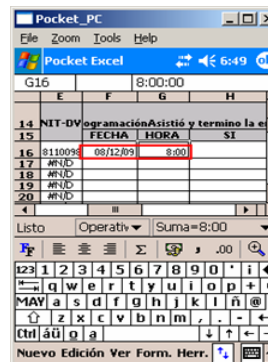 Pocket_PC
File Zoom Tools Help
Pocket Excel 6:49 ok
G16 8:00:00
E F G H
14 NIT-DV ogramaciónAsistió y termino la e
15 FECHA HORA SI
16 8110098 08/12/09 8:00
17 #N/D
18 #N/D
19 #N/D
20 #N/D
Listo Operativ Suma=8:00
123 1 2 3 4 5 6 7 8 9 0 ' ¡
q w e r t y u i o p +
MAY a s d f g h j k l ñ @
z x c v b n m , . -
Ctrl áü º a
Nuevo Edición Ver Form. Herr.